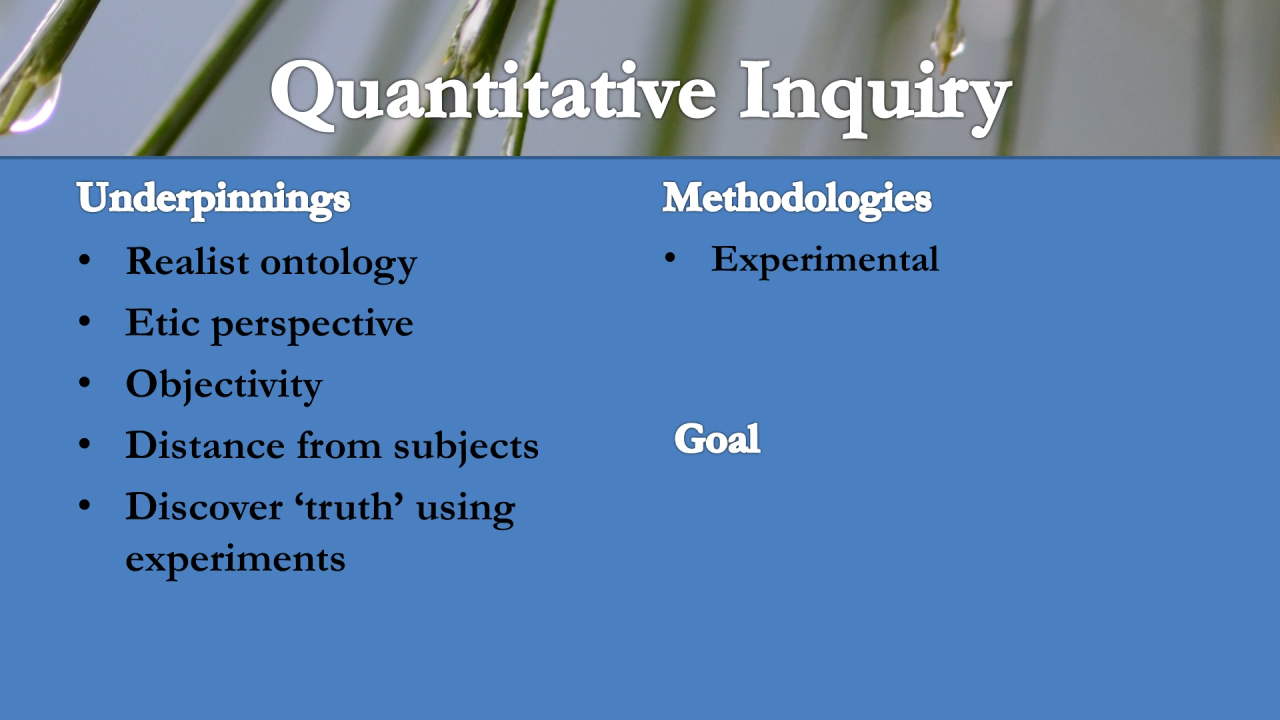 Quantitative Inquiry
Underpinnings
• Realist ontology
• Etic perspective
• Objectivity
• Distance from subjects
• Discover ‘truth’ using
experiments
Methodologies
• Experimental
Goal